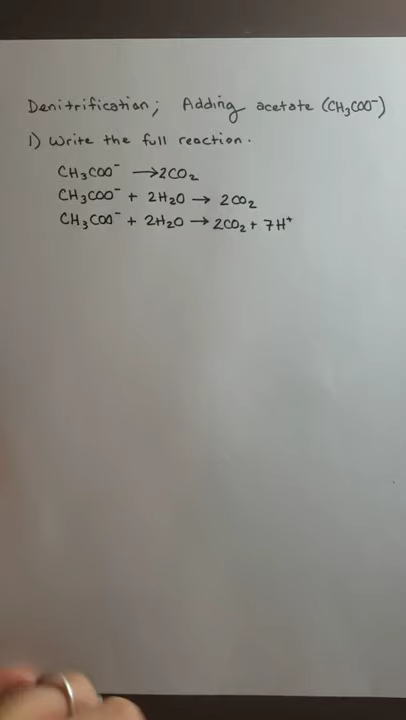 Denitrification; Adding acetate (CH₃COO⁻)
1) Write the full reaction.
CH₃COO⁻ → 2CO₂
CH₃COO⁻ + 2H₂O → 2CO₂
CH₃COO⁻ + 2H₂O → 2CO₂ + 7H⁺